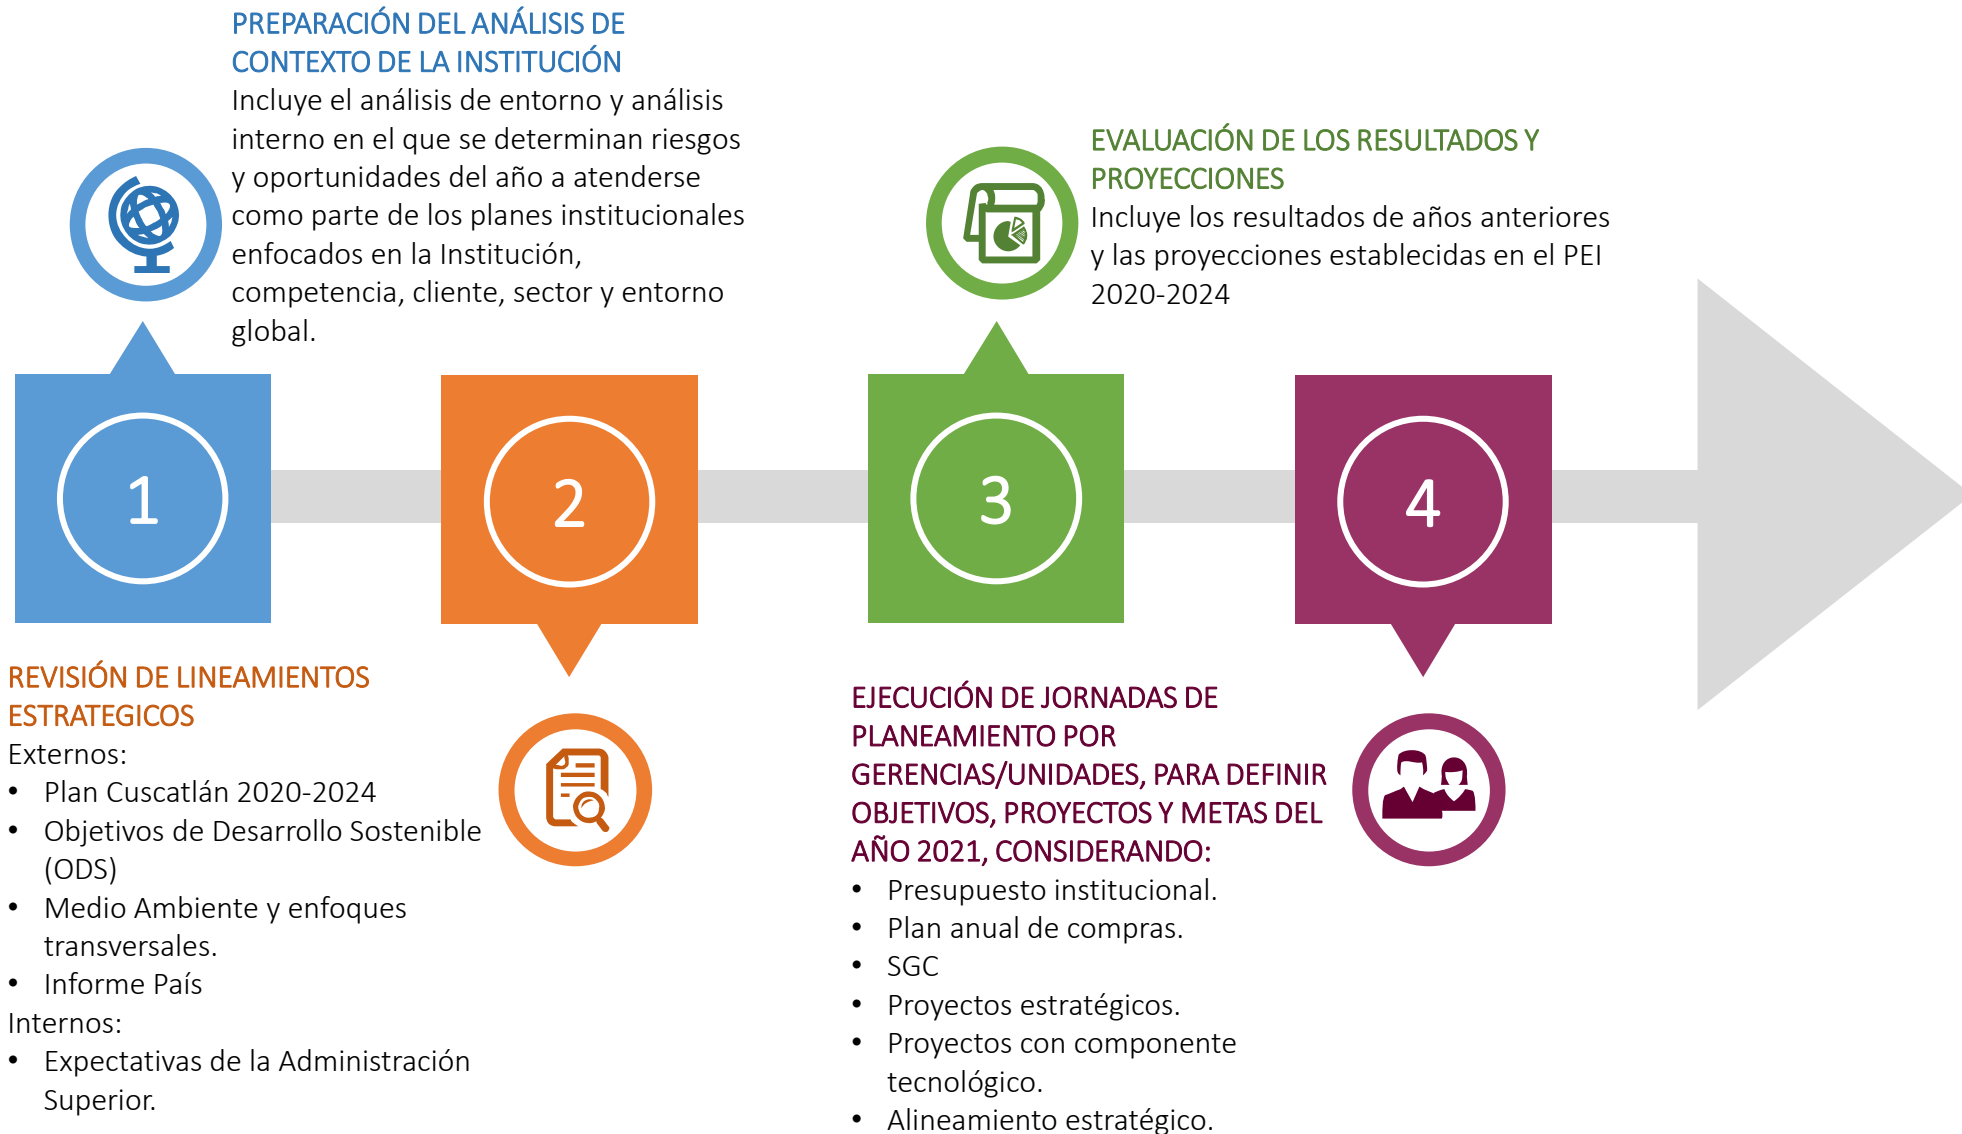 PREPARACIÓN DEL ANÁLISIS DE
CONTEXTO DE LA INSTITUCIÓN
Incluye el análisis de entorno y análisis
interno en el que se determinan riesgos
y oportunidades del año a atenderse
como parte de los planes institucionales
enfocados en la Institución,
competencia, cliente, sector y entorno
global.
1
REVISIÓN DE LINEAMIENTOS
ESTRATEGICOS
Externos:
• Plan Cuscatlán 2020-2024
• Objetivos de Desarrollo Sostenible
(ODS)
• Medio Ambiente y enfoques
transversales.
• Informe País
Internos:
• Expectativas de la Administración
Superior.
2
EVALUACIÓN DE LOS RESULTADOS Y
PROYECCIONES
Incluye los resultados de años anteriores
y las proyecciones establecidas en el PEI
2020-2024
3
EJECUCIÓN DE JORNADAS DE
PLANEAMIENTO POR
GERENCIAS/UNIDADES, PARA DEFINIR
OBJETIVOS, PROYECTOS Y METAS DEL
AÑO 2021, CONSIDERANDO:
• Presupuesto institucional.
• Plan anual de compras.
• SGC
• Proyectos estratégicos.
• Proyectos con componente
tecnológico.
• Alineamiento estratégico.
4